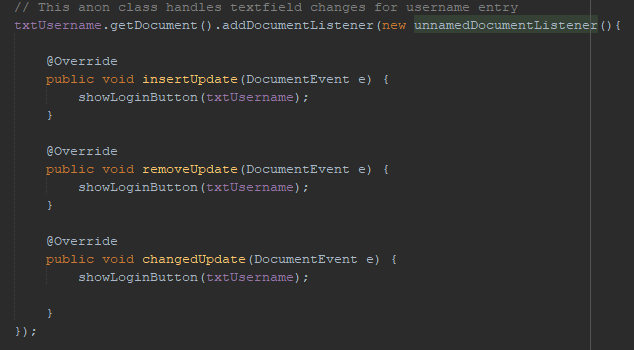 // This anon class handles textfield changes for username entry
txtUsername.getDocument().addDocumentListener(new unnamedDocumentListener(){
@Override
public void insertUpdate(DocumentEvent e) {
showLoginButton(txtUsername);
}
@Override
public void removeUpdate(DocumentEvent e) {
showLoginButton(txtUsername);
}
@Override
public void changedUpdate(DocumentEvent e) {
showLoginButton(txtUsername);
}
});